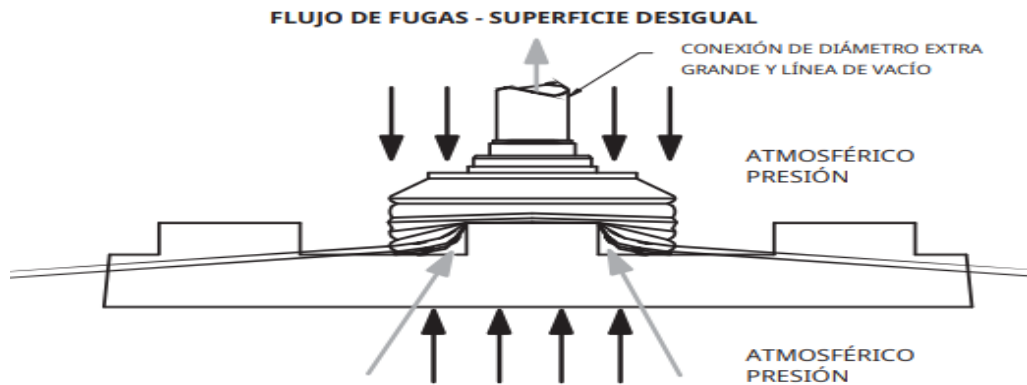 FLUJO DE FUGAS - SUPERFICIE DESIGUAL
CONEXIÓN DE DIÁMETRO EXTRA
GRANDE Y LÍNEA DE VACÍO
ATMOSFÉRICO
PRESIÓN
ATMOSFÉRICO
PRESIÓN